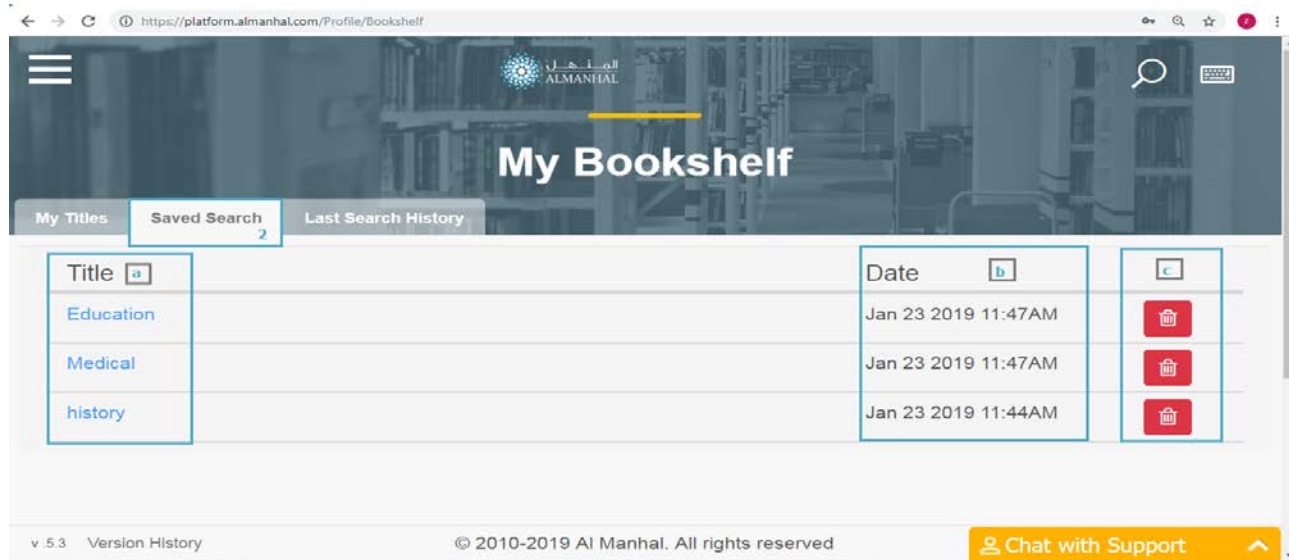 https://platform.almanhal.com/Profile/Bookshelf
z
المنهل
ALMANHAL
My Bookshelf
My Titles Saved Search Last Search History
2
Title a Date b c
Education Jan 23 2019 11:47AM
Medical Jan 23 2019 11:47AM
history Jan 23 2019 11:44AM
v .5.3 Version History © 2010-2019 Al Manhal. All rights reserved Chat with Support